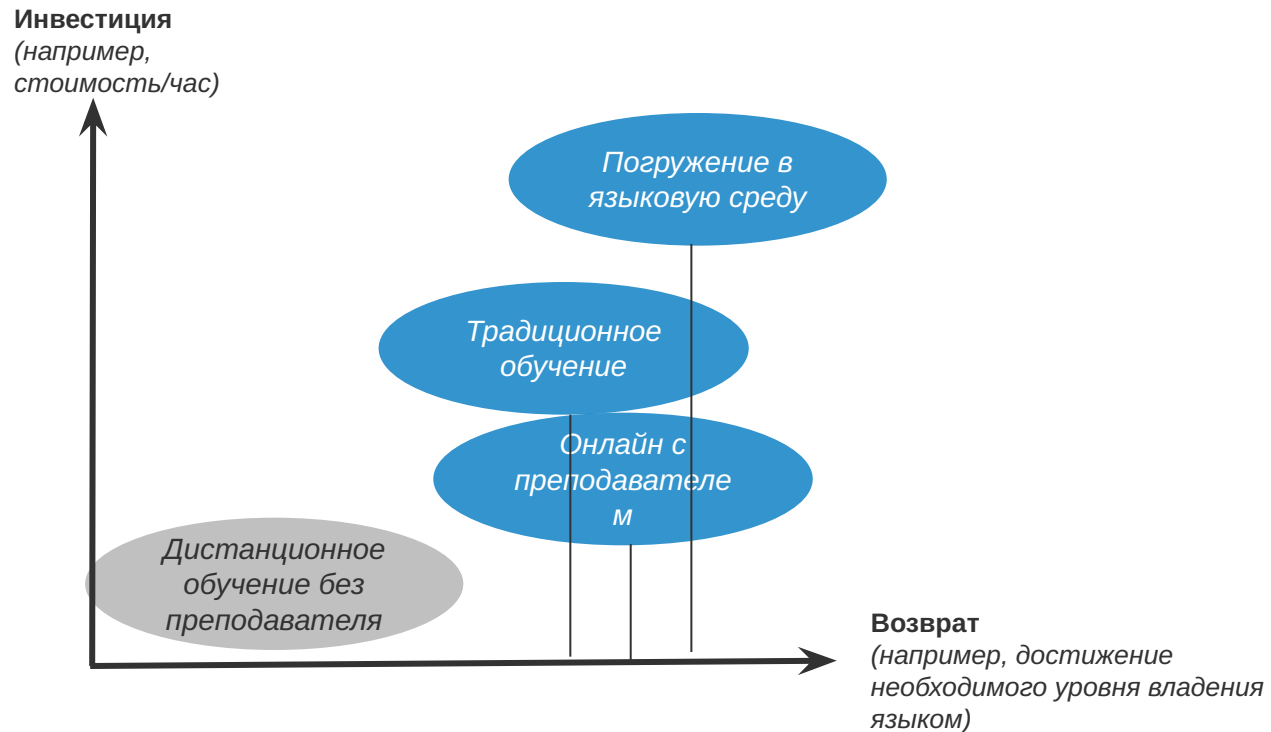 Инвестиция
(например,
стоимость/час)
Погружение в
языковую среду
Традиционное
обучение
Онлайн с
преподавателе
м
Дистанционное
обучение без
преподавателя
Возврат
(например, достижение
необходимого уровня владения
языком)